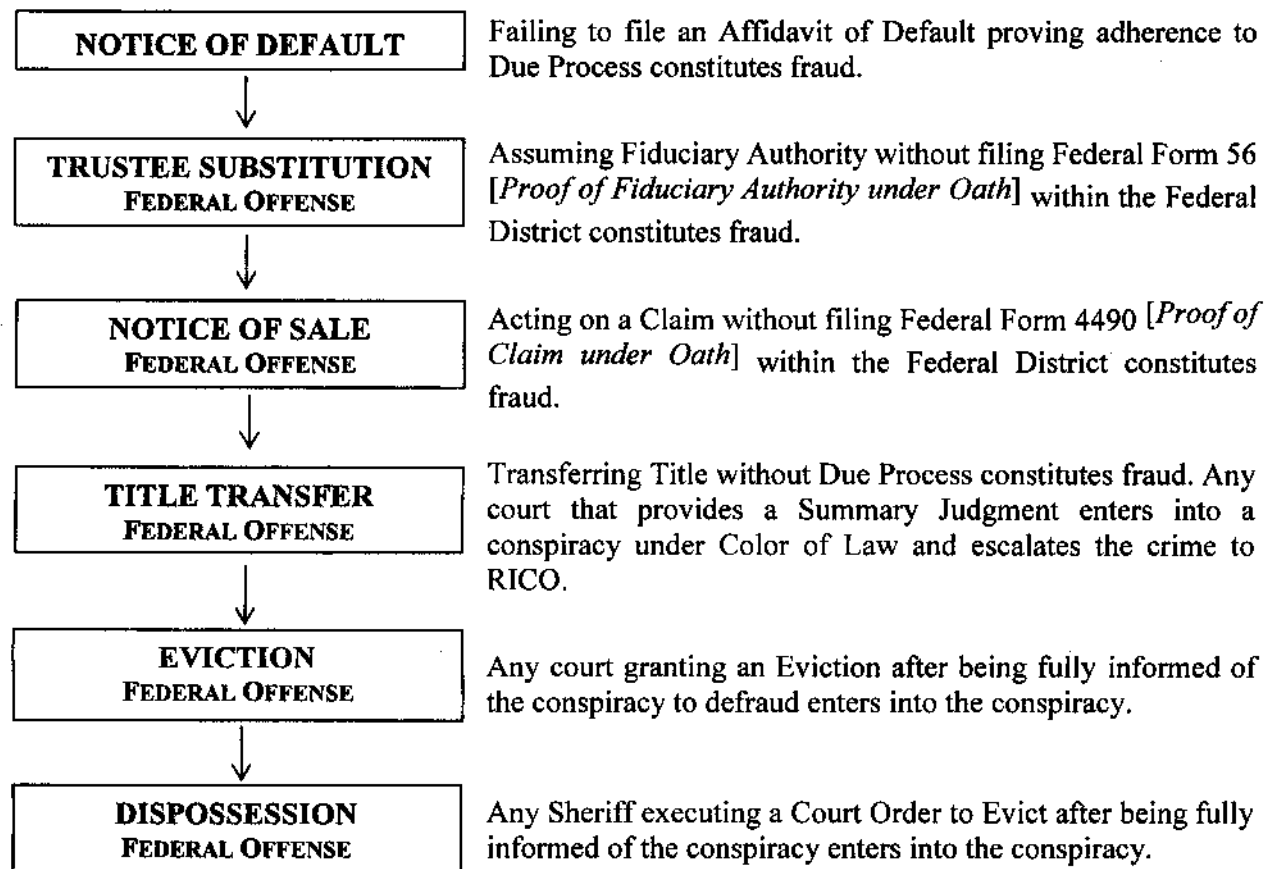 NOTICE OF DEFAULT
Failing to file an Affidavit of Default proving adherence to
Due Process constitutes fraud.
TRUSTEE SUBSTITUTION
FEDERAL OFFENSE
Assuming Fiduciary Authority without filing Federal Form 56
[Proof of Fiduciary Authority under Oath] within the Federal
District constitutes fraud.
NOTICE OF SALE
FEDERAL OFFENSE
Acting on a Claim without filing Federal Form 4490 [Proof of
Claim under Oath] within the Federal District constitutes
fraud.
TITLE TRANSFER
FEDERAL OFFENSE
Transferring Title without Due Process constitutes fraud. Any
court that provides a Summary Judgment enters into a
conspiracy under Color of Law and escalates the crime to
RICO.
EVICTION
FEDERAL OFFENSE
Any court granting an Eviction after being fully informed of
the conspiracy to defraud enters into the conspiracy.
DISPOSSESSION
FEDERAL OFFENSE
Any Sheriff executing a Court Order to Evict after being fully
informed of the conspiracy enters into the conspiracy.